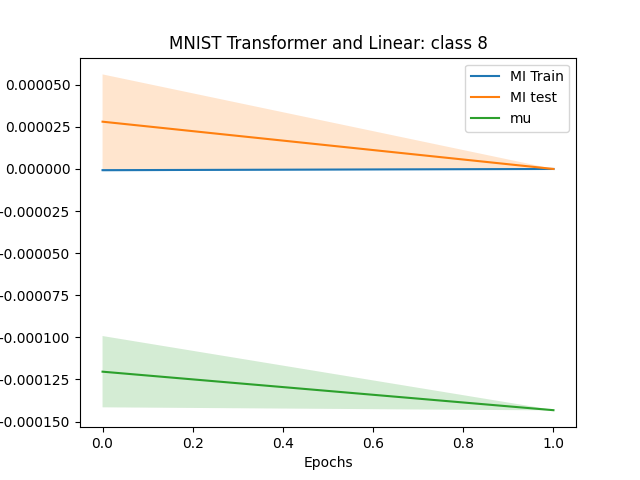 MNIST Transformer and Linear: class 8
MI Train
MI test
mu
0.000050
0.000025
0.000000
-0.000025
-0.000050
-0.000075
-0.000100
-0.000125
-0.000150
0.0 0.2 0.4 0.6 0.8 1.0
Epochs